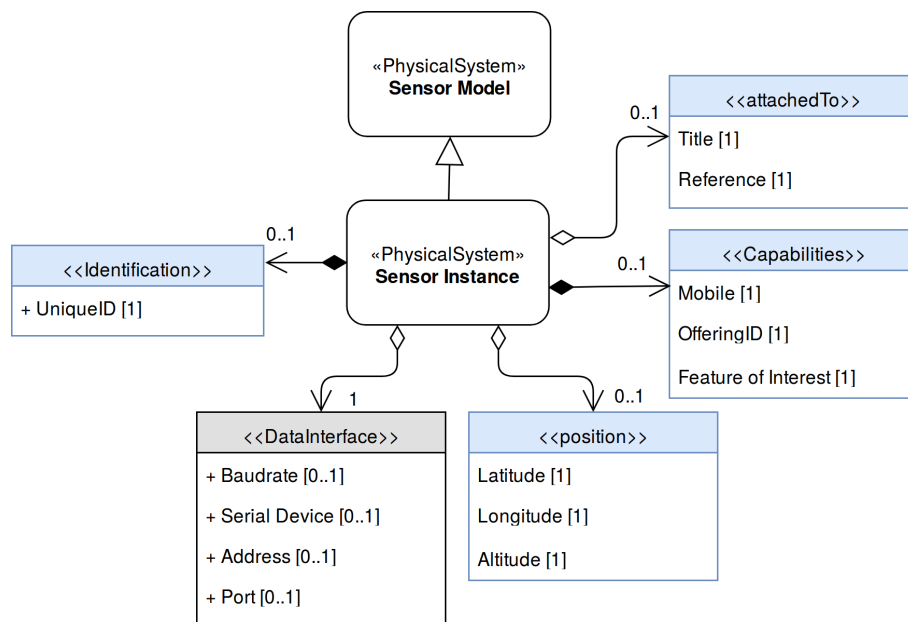 «PhysicalSystem»
Sensor Model
<<attachedTo>>
0..1
Title [1]
Reference [1]
«PhysicalSystem»
Sensor Instance
0..1
<<Identification>>
+ UniqueID [1]
0..1
<<Capabilities>>
Mobile [1]
OfferingID [1]
Feature of Interest [1]
1
<<DataInterface>>
+ Baudrate [0..1]
+ Serial Device [0..1]
+ Address [0..1]
+ Port [0..1]
0..1
<<position>>
Latitude [1]
Longitude [1]
Altitude [1]